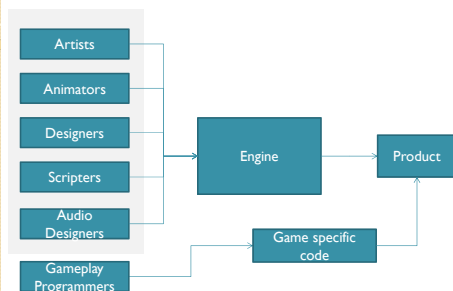 Artists
Animators
Designers
Scripters
Audio
Designers
Gameplay
Programmers
Engine
Game specific
code
Product